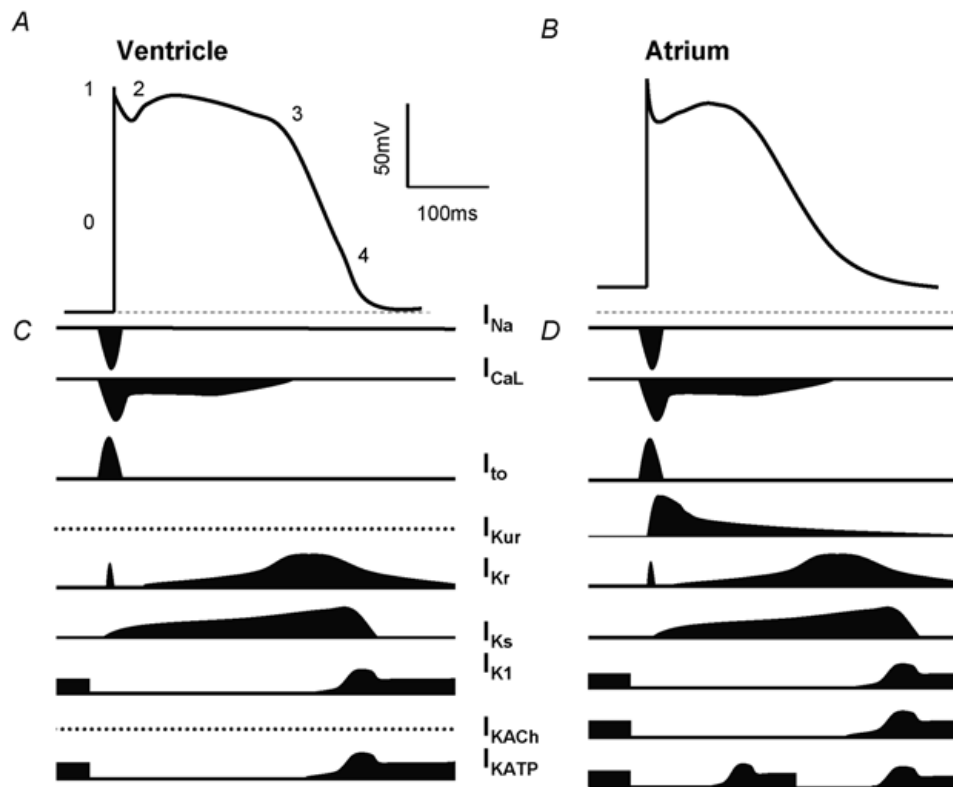 A
Ventricle
1
2
3
0
4
50mV
100ms
B
Atrium
C
D
I_Na
I_CaL
I_to
I_Kur
I_Kr
I_Ks
I_K1
I_KACh
I_KATP